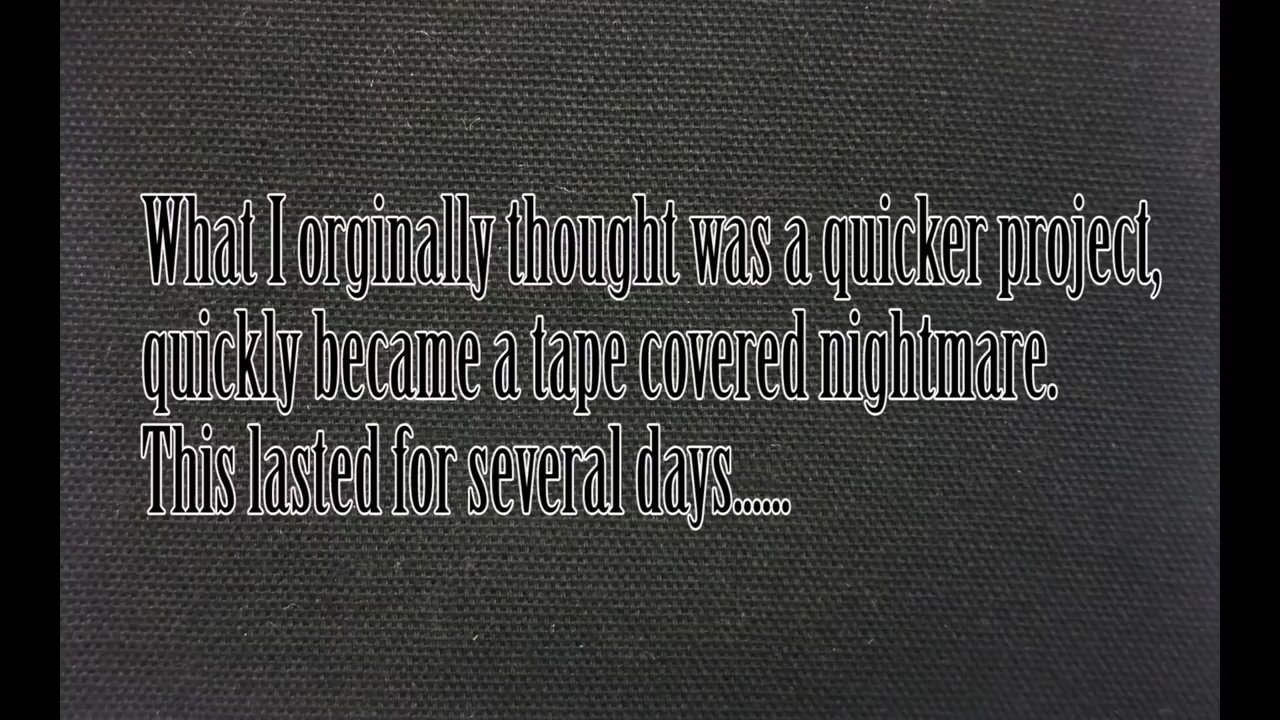 What I orginally thought was a quicker project,
quickly became a tape covered nightmare.
This lasted for several days......